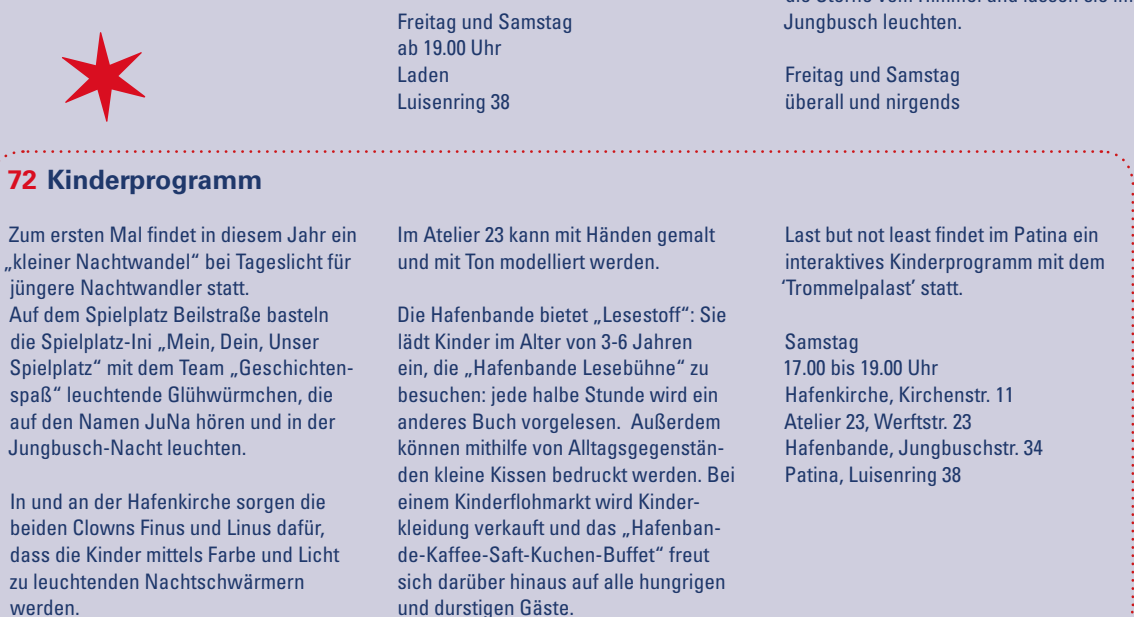 Freitag und Samstag
ab 19.00 Uhr
Laden
Luisenring 38
Jungbusch leuchten.
Freitag und Samstag
überall und nirgends
72 Kinderprogramm
Zum ersten Mal findet in diesem Jahr ein
„kleiner Nachtwandel“ bei Tageslicht für
jüngere Nachtwandler statt.
Auf dem Spielplatz Beilstraße basteln
die Spielplatz-Ini „Mein, Dein, Unser
Spielplatz“ mit dem Team „Geschichten-
spaß“ leuchtende Glühwürmchen, die
auf den Namen JuNa hören und in der
Jungbusch-Nacht leuchten.
In und an der Hafenkirche sorgen die
beiden Clowns Finus und Linus dafür,
dass die Kinder mittels Farbe und Licht
zu leuchtenden Nachtschwärmern
werden.
Im Atelier 23 kann mit Händen gemalt
und mit Ton modelliert werden.
Die Hafenbande bietet „Lesestoff“: Sie
lädt Kinder im Alter von 3-6 Jahren
ein, die „Hafenbande Lesebühne“ zu
besuchen: jede halbe Stunde wird ein
anderes Buch vorgelesen. Außerdem
können mithilfe von Alltagsgegenstän-
den kleine Kissen bedruckt werden. Bei
einem Kinderflohmarkt wird Kinder-
kleidung verkauft und das „Hafenban-
de-Kaffee-Saft-Kuchen-Buffet“ freut
sich darüber hinaus auf alle hungrigen
und durstigen Gäste.
Last but not least findet im Patina ein
interaktives Kinderprogramm mit dem
‘Trommelpalast’ statt.
Samstag
17.00 bis 19.00 Uhr
Hafenkirche, Kirchenstr. 11
Atelier 23, Werftstr. 23
Hafenbande, Jungbuschstr. 34
Patina, Luisenring 38